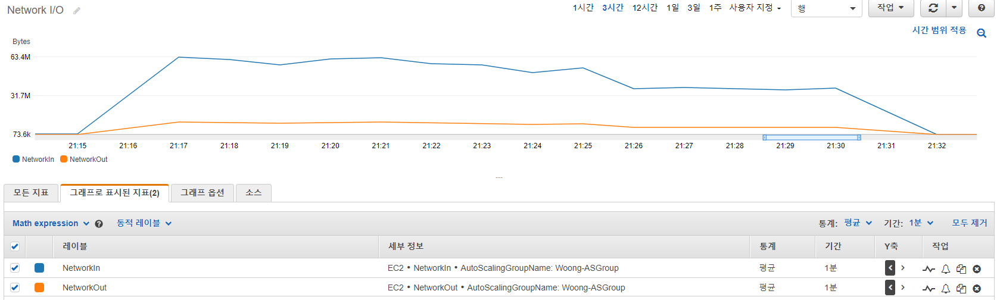 Network I/O
1시간 3시간 12시간 1일 3일 1주 사용자 지정 행 작업
시간 범위 적용
Bytes
63.4M
31.7M
73.6k
21:15 21:16 21:17 21:18 21:19 21:20 21:21 21:22 21:23 21:24 21:25 21:26 21:27 21:28 21:29 21:30 21:31 21:32
NetworkIn NetworkOut
모든 지표 그래프로 표시된 지표(2) 그래프 옵션 소스
Math expression 동적 레이블 통계: 평균 기간: 1분 모두 제거
레이블 세부 정보 통계 기간 Y축 작업
NetworkIn EC2 • NetworkIn • AutoScalingGroupName: Woong-ASGroup 평균 1분
NetworkOut EC2 • NetworkOut • AutoScalingGroupName: Woong-ASGroup 평균 1분